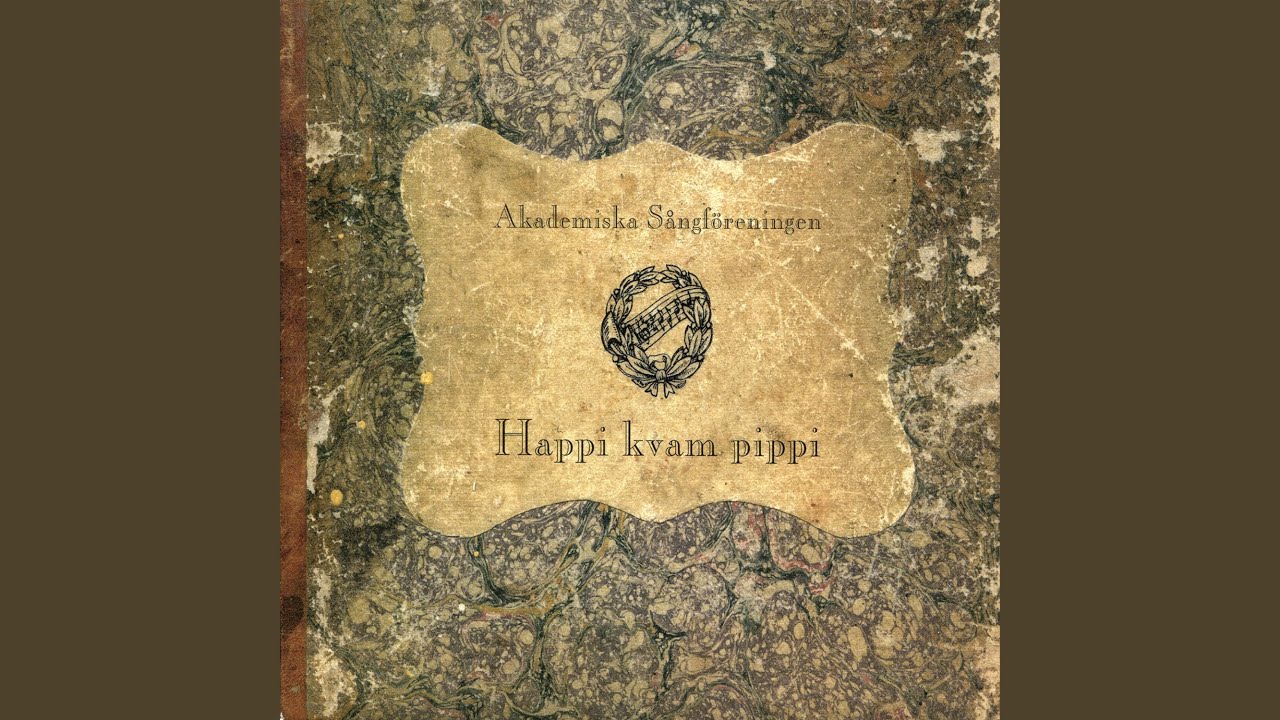 Akademiska Sångföreningen
Happi kvam pippi